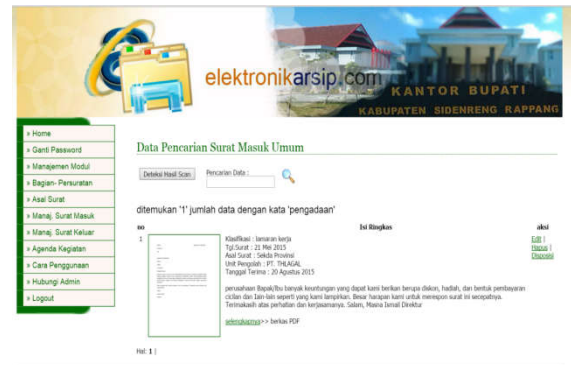 elektronikarsip.com
KANTOR BUPATI
KABUPATEN SIDENRENG RAPPANG
» Home
» Ganti Password
» Manajemen Modul
» Bagian- Persuratan
» Asal Surat
» Manaj. Surat Masuk
» Manaj. Surat Keluar
» Agenda Kegiatan
» Cara Penggunaan
» Hubungi Admin
» Logout
Data Pencarian Surat Masuk Umum
Deteksi Hasil Scan
Pencarian Data :
ditemukan '1' jumlah data dengan kata 'pengadaan'
no Isi Ringkas aksi
1 Klasifikasi : lamaran kerja Edit |
Tgl.Surat : 21 Mei 2015 Hapus |
Asal Surat : Sekda Provinsi Disposisi
Unit Pengolah : PT. THLAGAL
Tanggal Terima : 20 Agustus 2015
perusahaan Bapak/Ibu banyak keuntungan yang dapat kami berikan berupa diskon, hadiah, dan bentuk pembayaran
cicilan dan lain-lain seperti yang kami lampirkan. Besar harapan kami untuk merespon surat ini secepatnya.
Terimakasih atas perhatian dan kerjasamanya. Salam, Masna Ismail Direktur
selengkapnya>> berkas PDF
Hal: 1 |